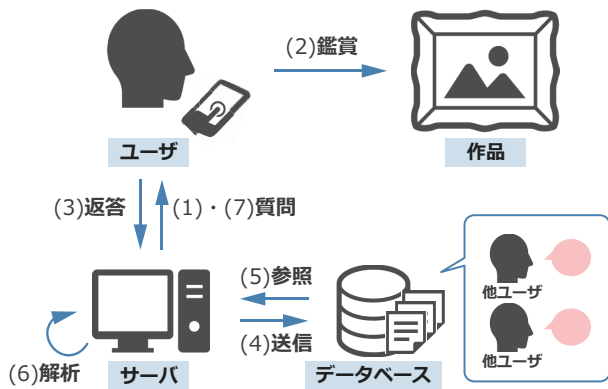 (2)鑑賞
ユーザ
作品
(3)返答
(1)・(7)質問
(5)参照
(4)送信
(6)解析
サーバ
データベース
他ユーザ
他ユーザ